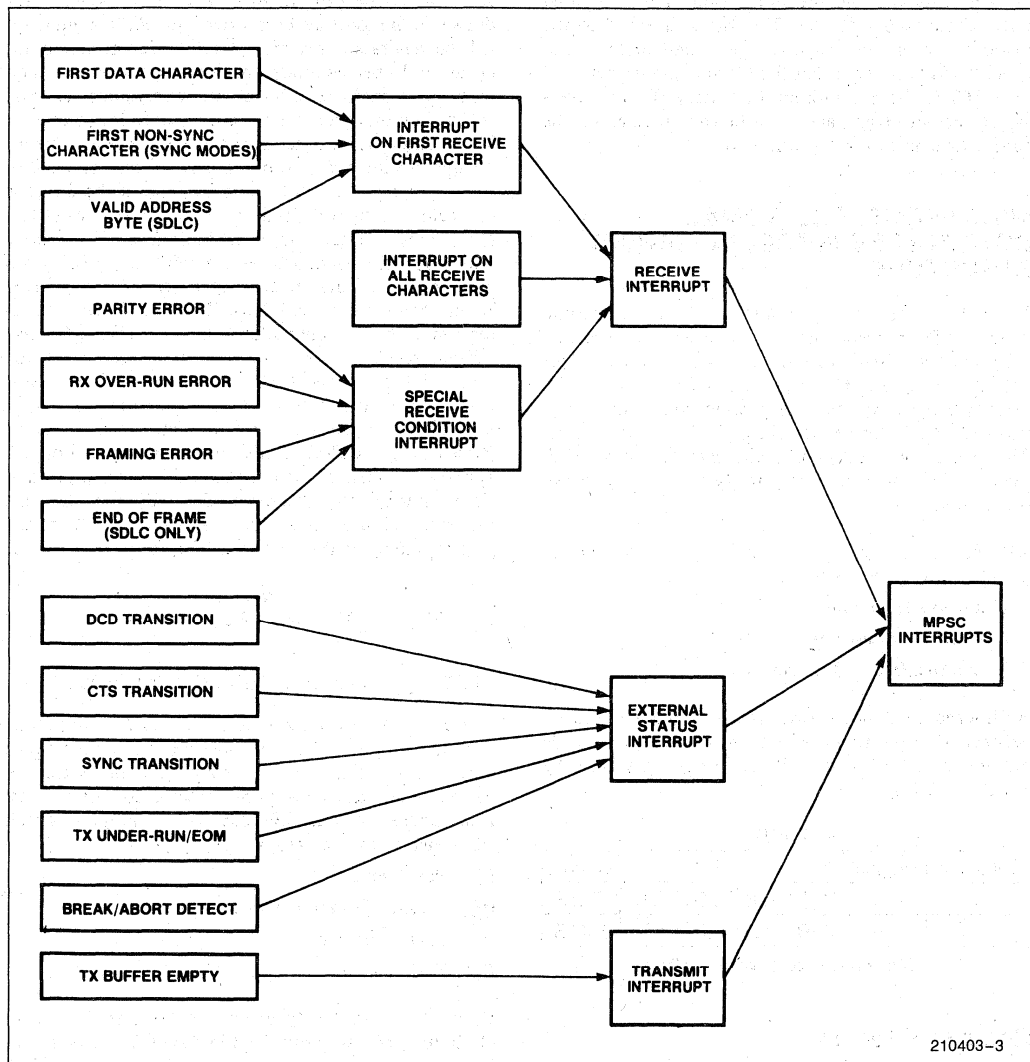 FIRST DATA CHARACTER
FIRST NON-SYNC
CHARACTER (SYNC MODES)
VALID ADDRESS
BYTE (SDLC)
INTERRUPT
ON FIRST RECEIVE
CHARACTER
INTERRUPT ON
ALL RECEIVE
CHARACTERS
RECEIVE
INTERRUPT
PARITY ERROR
RX OVER-RUN ERROR
FRAMING ERROR
END OF FRAME
(SDLC ONLY)
SPECIAL
RECEIVE
CONDITION
INTERRUPT
DCD TRANSITION
CTS TRANSITION
SYNC TRANSITION
TX UNDER-RUN/EOM
BREAK/ABORT DETECT
TX BUFFER EMPTY
EXTERNAL
STATUS
INTERRUPT
TRANSMIT
INTERRUPT
MPSC
INTERRUPTS
210403–3